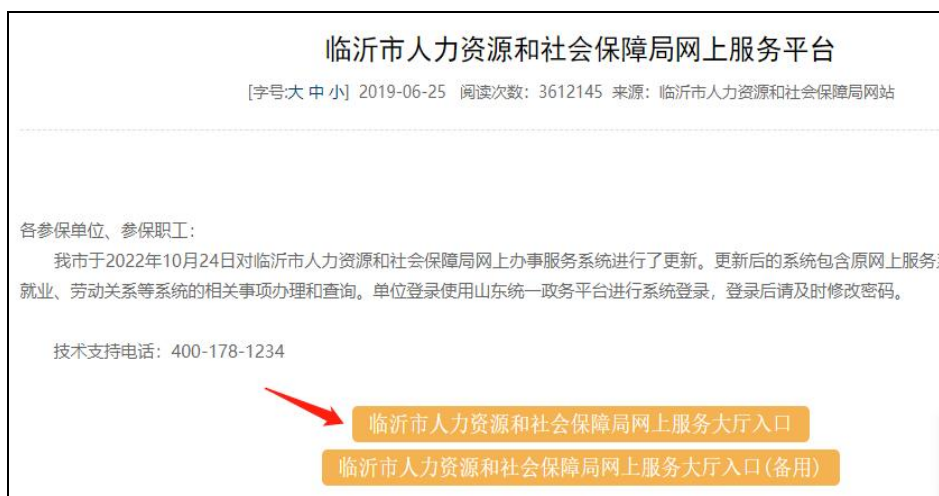 临沂市人力资源和社会保障局网上服务平台
[字号:大 中 小] 2019-06-25 阅读次数：3612145 来源：临沂市人力资源和社会保障局网站
各参保单位、参保职工：
我市于2022年10月24日对临沂市人力资源和社会保障局网上办事服务系统进行了更新。更新后的系统包含原网上服务
就业、劳动关系等系统的相关事项办理和查询。单位登录使用山东统一政务平台进行系统登录，登录后请及时修改密码。
技术支持电话：400-178-1234
临沂市人力资源和社会保障局网上服务大厅入口
临沂市人力资源和社会保障局网上服务大厅入口(备用)